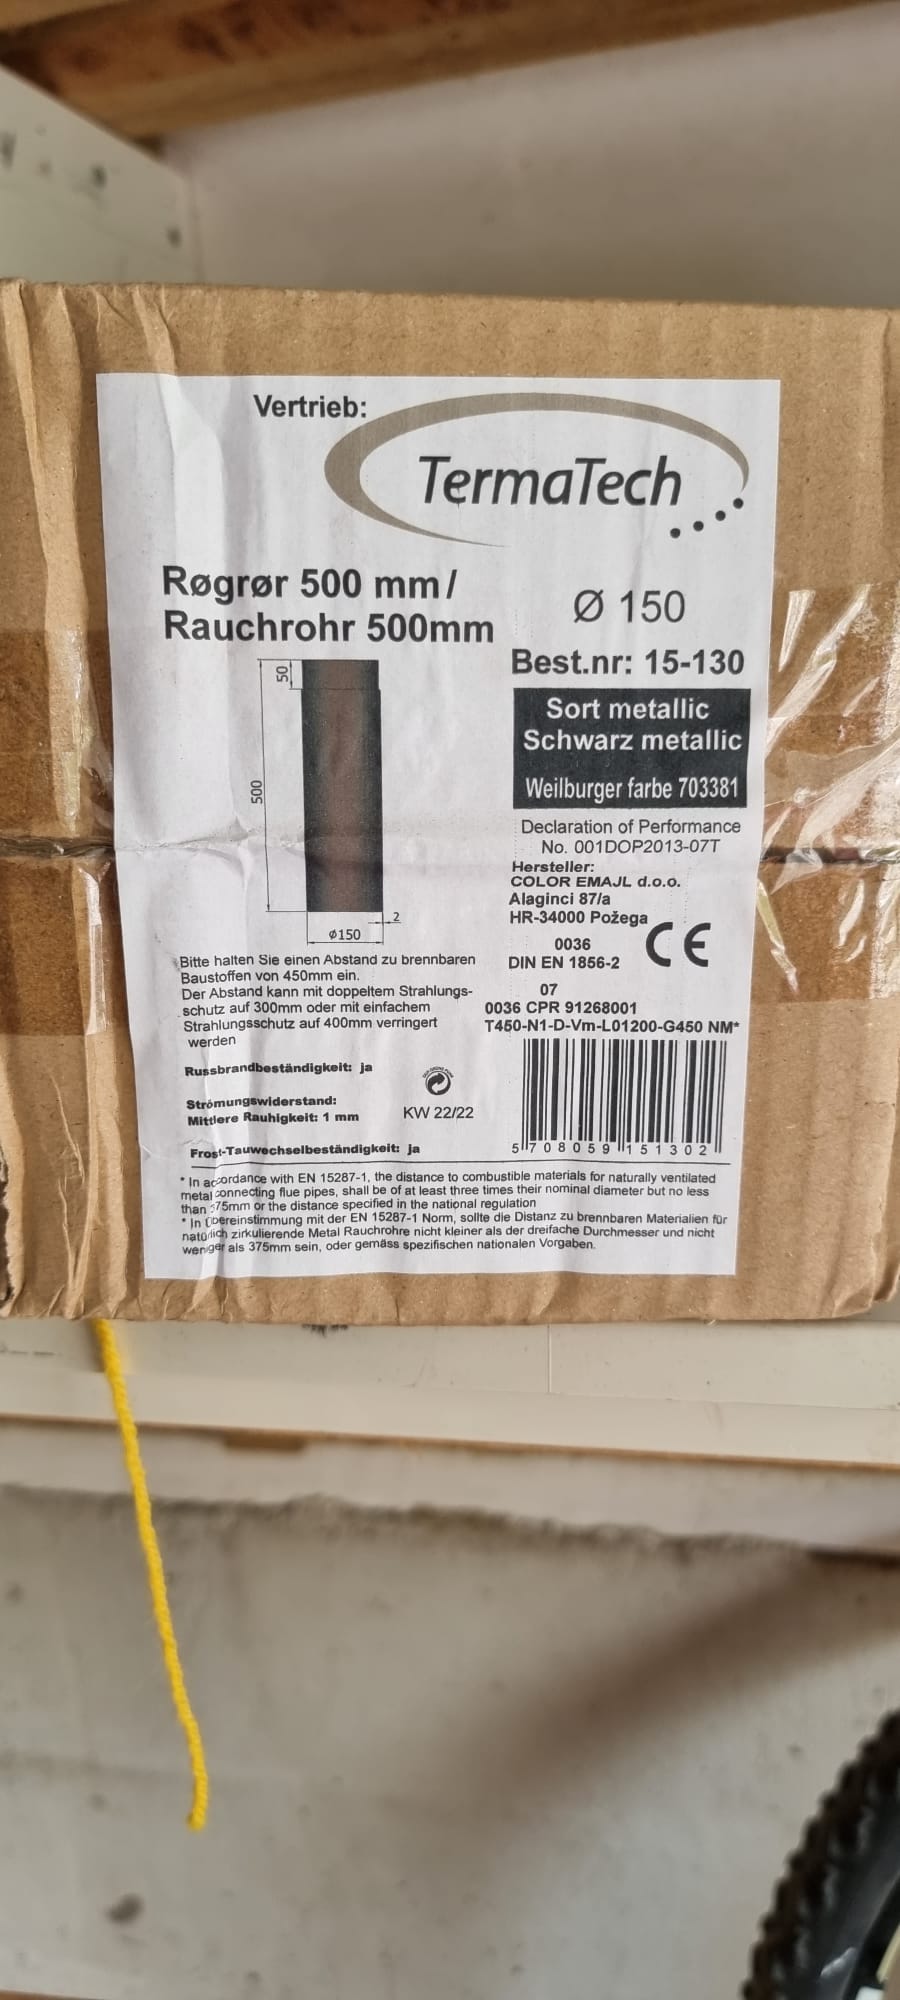 Vertrieb:
TermaTech
Røgrør 500 mm/
Rauchrohr 500mm
Ø 150
Best.nr: 15-130
Sort metallic
Schwarz metallic
Weilburger farbe 703381
50
500
2
ϕ150
Declaration of Performance
No. 001DOP2013-07T
Hersteller:
COLOR EMAJL d.o.o.
Alaginci 87/a
HR-34000 Požega
CE
0036
DIN EN 1856-2
07
0036 CPR 91268001
T450-N1-D-Vm-L01200-G450 NM*
Bitte halten Sie einen Abstand zu brennbaren
Baustoffen von 450mm ein.
Der Abstand kann mit doppeltem Strahlungs-
schutz auf 300mm oder mit einfachem
Strahlungsschutz auf 400mm verringert
werden
Russbrandbeständigkeit: ja
Strömungswiderstand:
Mittlere Rauhigkeit: 1 mm
KW 22/22
Frost-Tauwechselbeständigkeit: ja
5 708059 151302
* In accordance with EN 15287-1, the distance to combustible materials for naturally ventilated
metal connecting flue pipes, shall be of at least three times their nominal diameter but no less
than 375mm or the distance specified in the national regulation
* In Übereinstimmung mit der EN 15287-1 Norm, sollte die Distanz zu brennbaren Materialien für
natürlich zirkulierende Metal Rauchrohre nicht kleiner als der dreifache Durchmesser und nicht
weniger als 375mm sein, oder gemäss spezifischen nationalen Vorgaben.